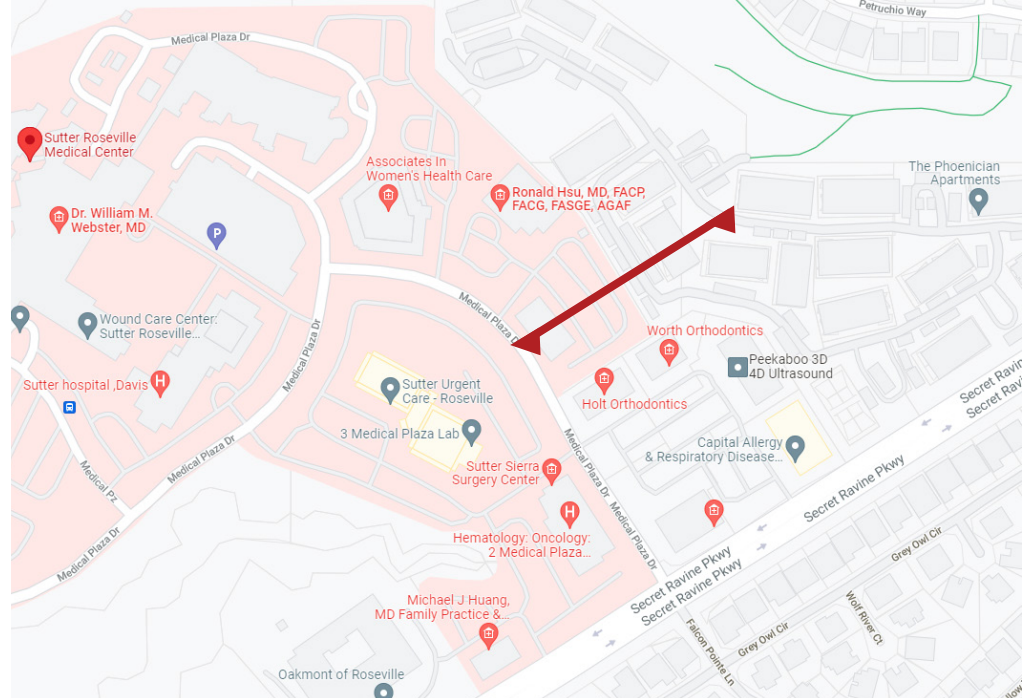 Petruchio Way
Medical Plaza Dr
Sutter Roseville
Medical Center
Associates In
Women's Health Care
Ronald Hsu, MD, FACP,
FACG, FASGE, AGAF
The Phoenician
Apartments
Dr. William M.
Webster, MD
P
Medical Plaza Dr
Wound Care Center:
Sutter Roseville...
Medical Plaza Dr
Worth Orthodontics
Peekaboo 3D
4D Ultrasound
Sutter hospital ,Davis
H
Sutter Urgent
Care - Roseville
Holt Orthodontics
Secret Ravin
Secret Rav
3 Medical Plaza Lab
Capital Allergy
& Respiratory Disease...
Medical Plaza Dr
Medical Plaza Dr
Medical Pz
Sutter Sierra
Surgery Center
Secret Ravine Pkwy
H
Medical Plaza Dr
Hematology: Oncology:
2 Medical Plaza...
Medical Plaza Dr
Grey Owl Cir
Secret Ravine Pkwy
Secret Ravine Pkwy
Michael J Huang,
MD Family Practice &...
Wolf River Ct
Grey Owl Cir
Falcon Pointe Ln
Oakmont of Roseville